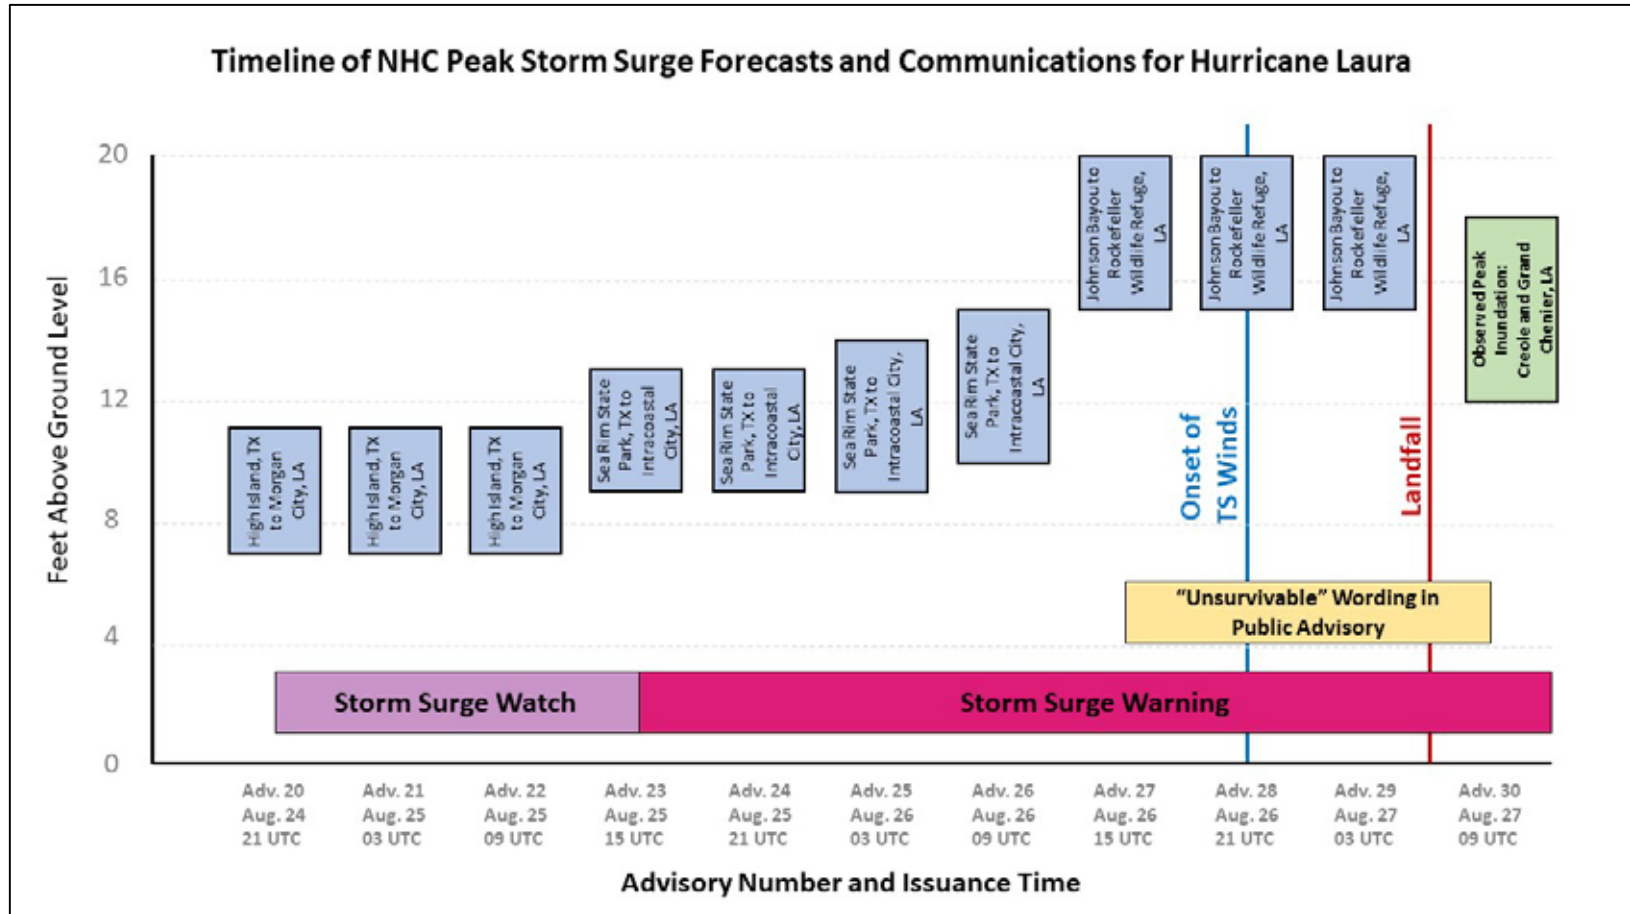 Timeline of NHC Peak Storm Surge Forecasts and Communications for Hurricane Laura
Feet Above Ground Level
20
16
12
8
4
0
High Island, TX
to Morgan
City, LA
High Island, TX
to Morgan
City, LA
High Island, TX
to Morgan
City, LA
Sea Rim State
Park, TX to
Intracoastal
City, LA
Sea Rim State
Park, TX to
Intracoastal
City, LA
Sea Rim State
Park, TX to
Intracoastal City,
LA
Sea Rim State
Park, TX to
Intracoastal City,
LA
Johnson Bayou to
Rockefeller
Wildlife Refuge,
LA
Johnson Bayou to
Rockefeller
Wildlife Refuge,
LA
Johnson Bayou to
Rockefeller
Wildlife Refuge,
LA
Observed Peak
Inundation:
Creole and Grand
Chenier, LA
Onset of
TS Winds
Landfall
“Unsurvivable” Wording in
Public Advisory
Storm Surge Watch
Storm Surge Warning
Adv. 20
Aug. 24
21 UTC
Adv. 21
Aug. 25
03 UTC
Adv. 22
Aug. 25
09 UTC
Adv. 23
Aug. 25
15 UTC
Adv. 24
Aug. 25
21 UTC
Adv. 25
Aug. 26
03 UTC
Adv. 26
Aug. 26
09 UTC
Adv. 27
Aug. 26
15 UTC
Adv. 28
Aug. 26
21 UTC
Adv. 29
Aug. 27
03 UTC
Adv. 30
Aug. 27
09 UTC
Advisory Number and Issuance Time